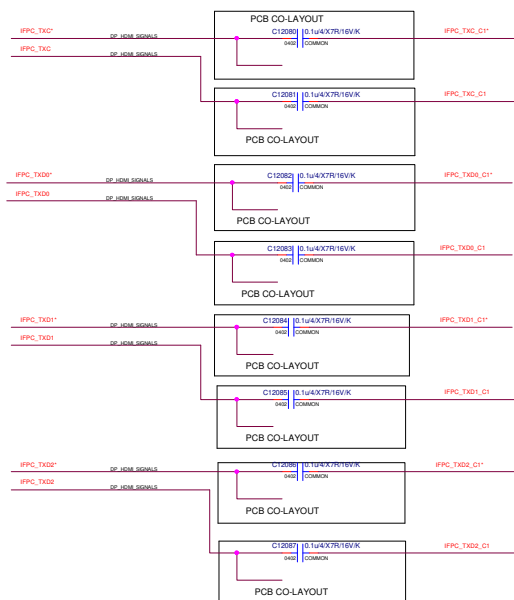 PCB CO-LAYOUT
IFPC_TXC* DP_HDMI_SIGNALS C12080 0.1u/4/X7R/16V/K IFPC_TXC_C1*
0402 COMMON
IFPC_TXC DP_HDMI_SIGNALS
C12081 0.1u/4/X7R/16V/K IFPC_TXC_C1
0402 COMMON
PCB CO-LAYOUT
IFPC_TXD0* DP_HDMI_SIGNALS C12082 0.1u/4/X7R/16V/K IFPC_TXD0_C1*
0402 COMMON
IFPC_TXD0 DP_HDMI_SIGNALS
PCB CO-LAYOUT
C12083 0.1u/4/X7R/16V/K IFPC_TXD0_C1
0402 COMMON
PCB CO-LAYOUT
IFPC_TXD1* DP_HDMI_SIGNALS C12084 0.1u/4/X7R/16V/K IFPC_TXD1_C1*
0402 COMMON
IFPC_TXD1 DP_HDMI_SIGNALS
PCB CO-LAYOUT
C12085 0.1u/4/X7R/16V/K IFPC_TXD1_C1
0402 COMMON
PCB CO-LAYOUT
IFPC_TXD2* DP_HDMI_SIGNALS C12086 0.1u/4/X7R/16V/K IFPC_TXD2_C1*
0402 COMMON
IFPC_TXD2 DP_HDMI_SIGNALS
PCB CO-LAYOUT
C12087 0.1u/4/X7R/16V/K IFPC_TXD2_C1
0402 COMMON
PCB CO-LAYOUT